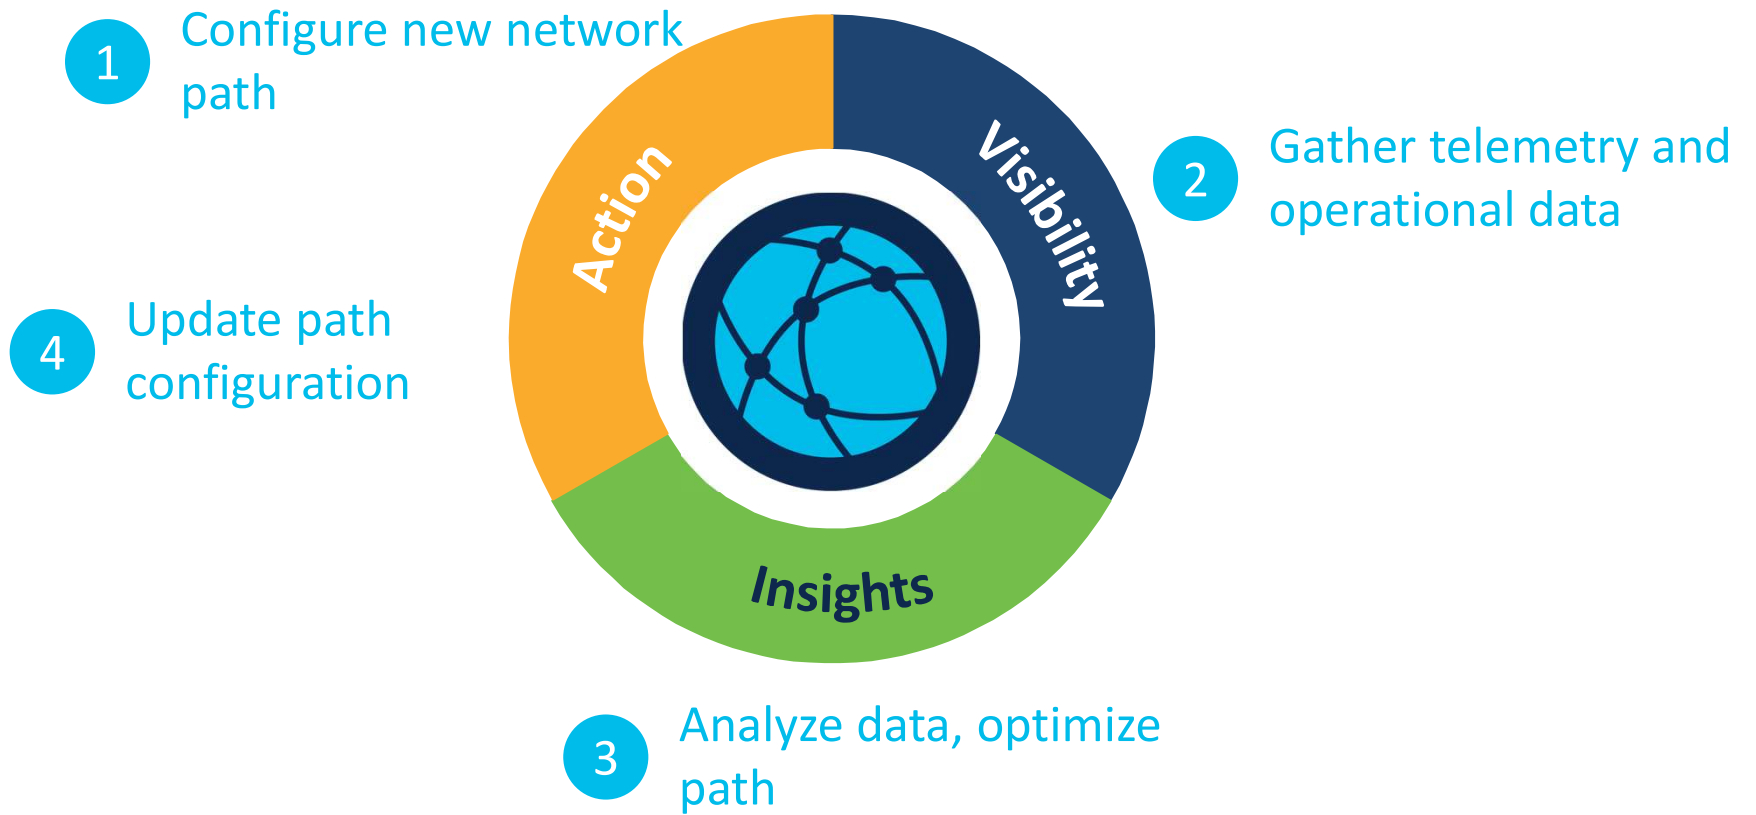 1
Configure new network
path
Action
Visibility
2
Gather telemetry and
operational data
4
Update path
configuration
Insights
3
Analyze data, optimize
path